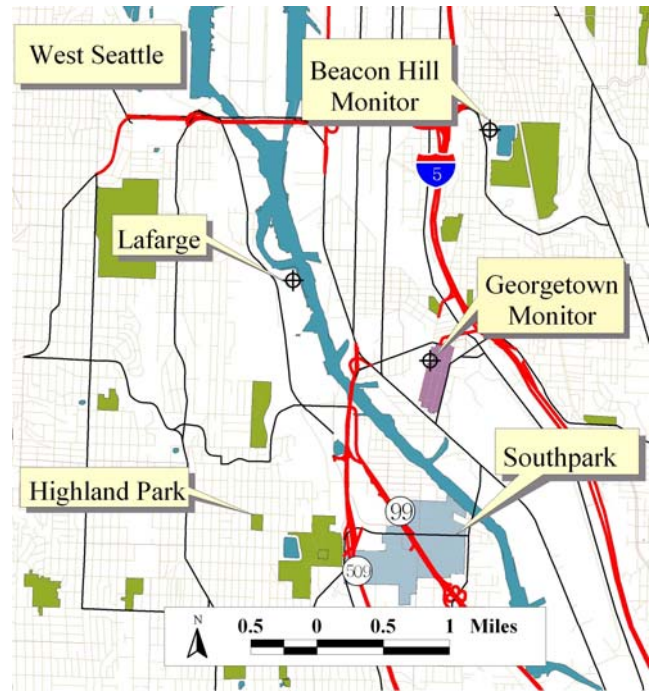 West Seattle
Beacon Hill
Monitor
5
Lafarge
Georgetown
Monitor
Southpark
Highland Park
99
509
N
0.5 0 0.5 1 Miles